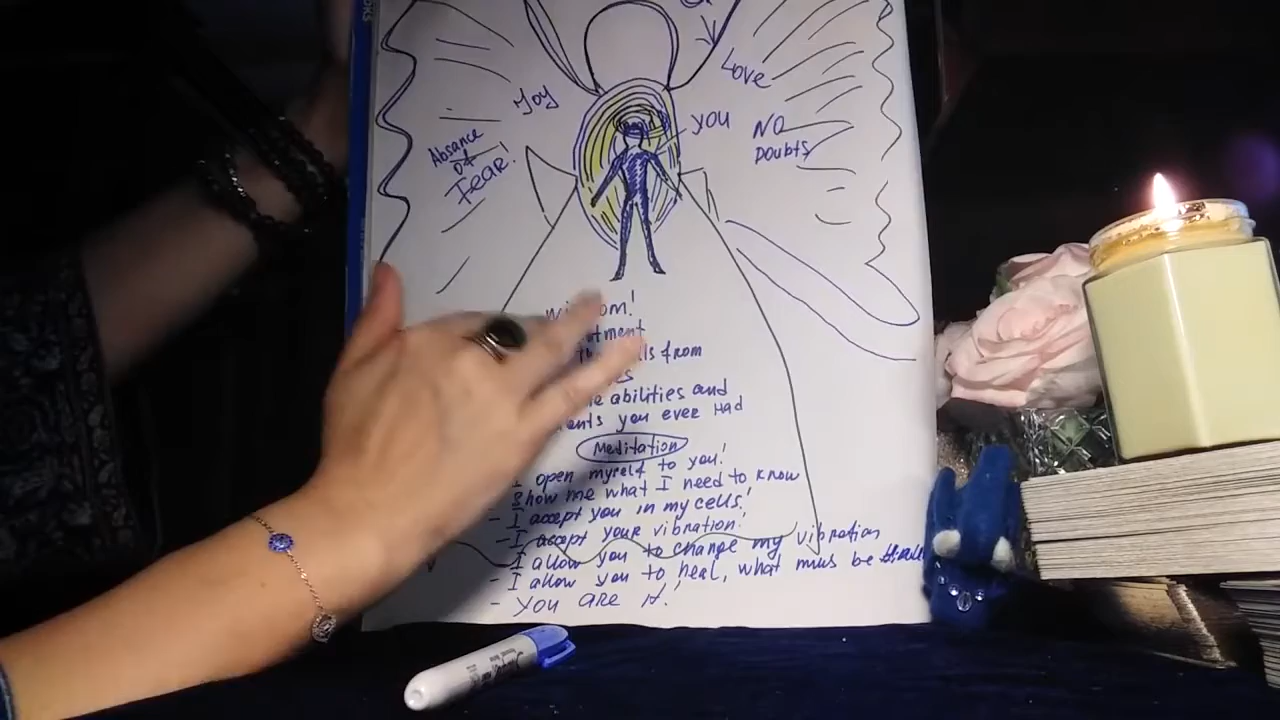 Love
Joy
YOU
NO
Doubts
Absance
of
Fear!
from
abilities and
you ever Had
Meditation
I open myself to you!
Show me what I need to know
- I accept you in my cells!
- I accept your vibration!
I allow you to change my vibration
- I allow you to heal, what mus be
- YOU ARE it!